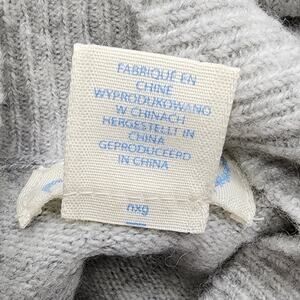 FABRIQUÉ EN
CHINE
WYPRODUKOWANO
W CHINACH
HERGESTELLT IN
CHINA
GEPRODUCEERD
IN CHINA
nxg